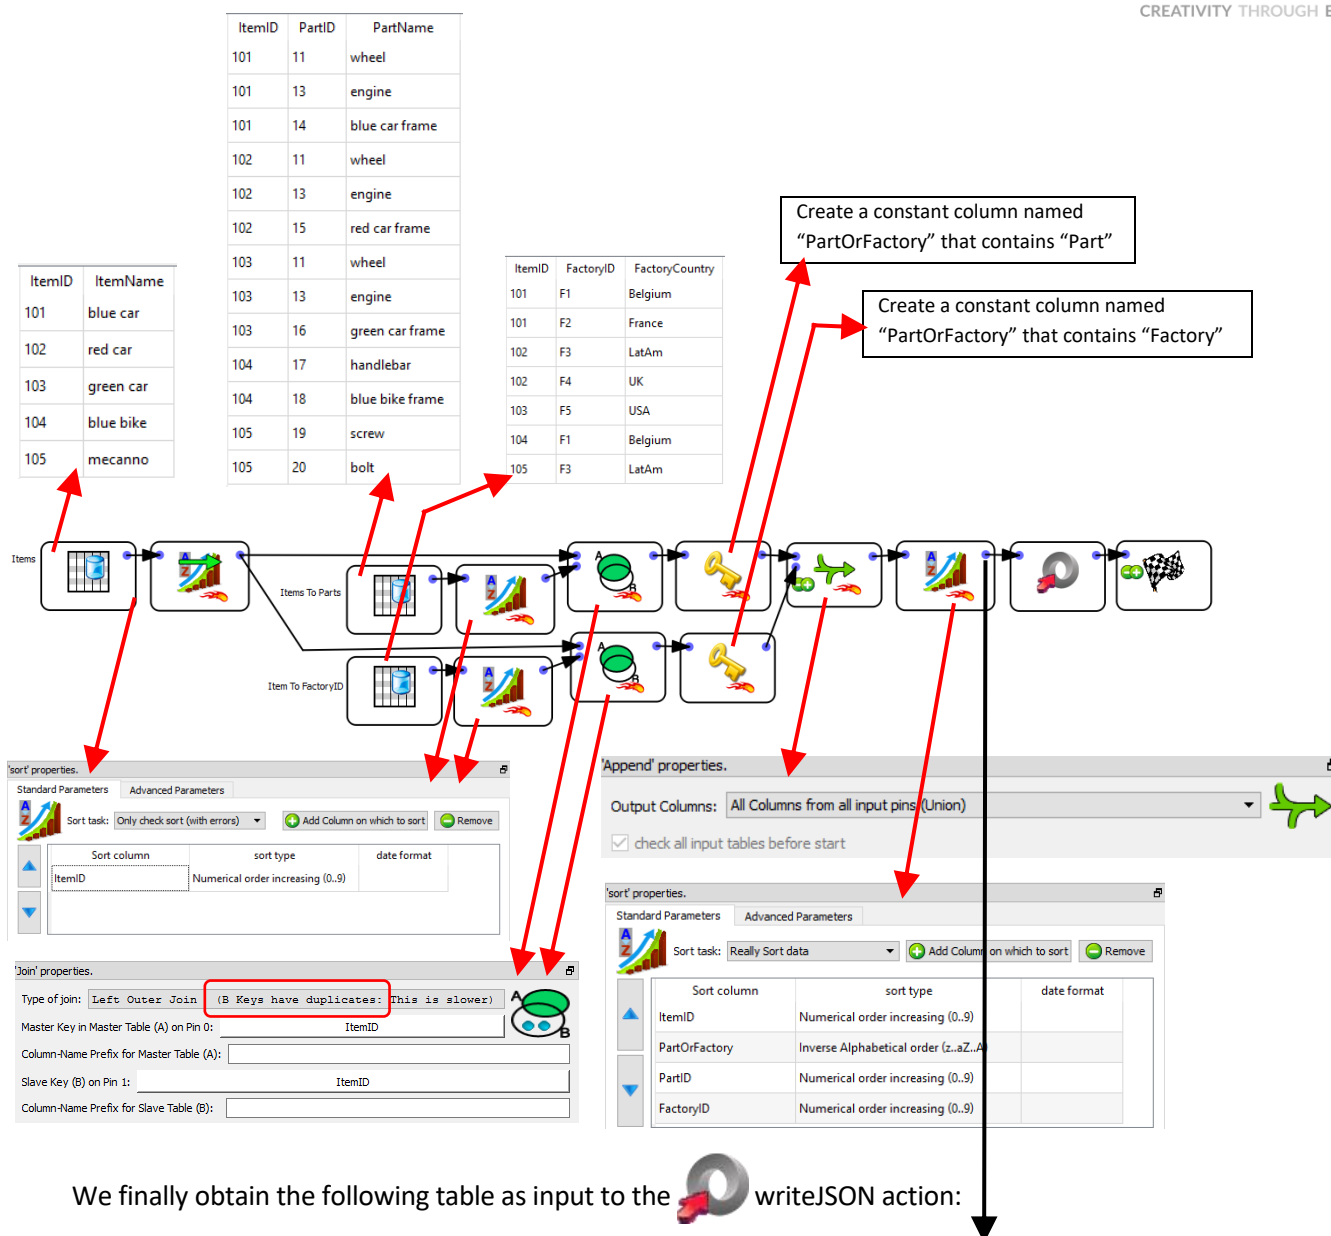 CREATIVITY THROUGH
ItemID PartID PartName
101 11 wheel
101 13 engine
101 14 blue car frame
102 11 wheel
102 13 engine
102 15 red car frame
103 11 wheel
103 13 engine
103 16 green car frame
104 17 handlebar
104 18 blue bike frame
105 19 screw
105 20 bolt
Create a constant column named
“PartOrFactory” that contains “Part”
ItemID ItemName
101 blue car
102 red car
103 green car
104 blue bike
105 mecanno
ItemID FactoryID FactoryCountry
101 F1 Belgium
101 F2 France
102 F3 LatAm
102 F4 UK
103 F5 USA
104 F1 Belgium
105 F3 LatAm
Create a constant column named
“PartOrFactory” that contains “Factory”
Items
Items To Parts
Item To FactoryID
'sort' properties.
Standard Parameters Advanced Parameters
Sort task: Only check sort (with errors) Add Column on which to sort Remove
Sort column sort type date format
ItemID Numerical order increasing (0..9)
'Join' properties.
Type of join: Left Outer Join (B Keys have duplicates: This is slower)
Master Key in Master Table (A) on Pin 0: ItemID
Column-Name Prefix for Master Table (A):
Slave Key (B) on Pin 1: ItemID
Column-Name Prefix for Slave Table (B):
'Append' properties.
Output Columns: All Columns from all input pins (Union)
check all input tables before start
'sort' properties.
Standard Parameters Advanced Parameters
Sort task: Really Sort data Add Column on which to sort Remove
Sort column sort type date format
ItemID Numerical order increasing (0..9)
PartOrFactory Inverse Alphabetical order (z..aZ..A)
PartID Numerical order increasing (0..9)
FactoryID Numerical order increasing (0..9)
We finally obtain the following table as input to the writeJSON action: